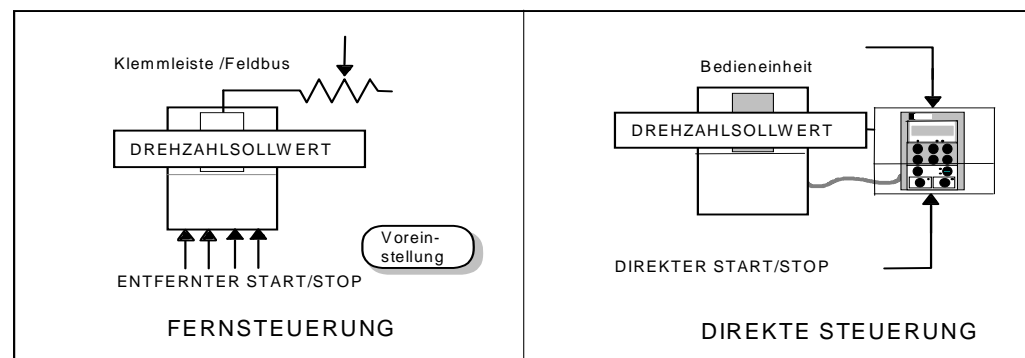 Klemmleiste /Feldbus
DREHZAHLSOLLWERT
Vorein-
stellung
ENTFERNTER START/STOP
FERNSTEUERUNG
Bedieneinheit
DREHZAHLSOLLWERT
DIREKTER START/STOP
DIREKTE STEUERUNG